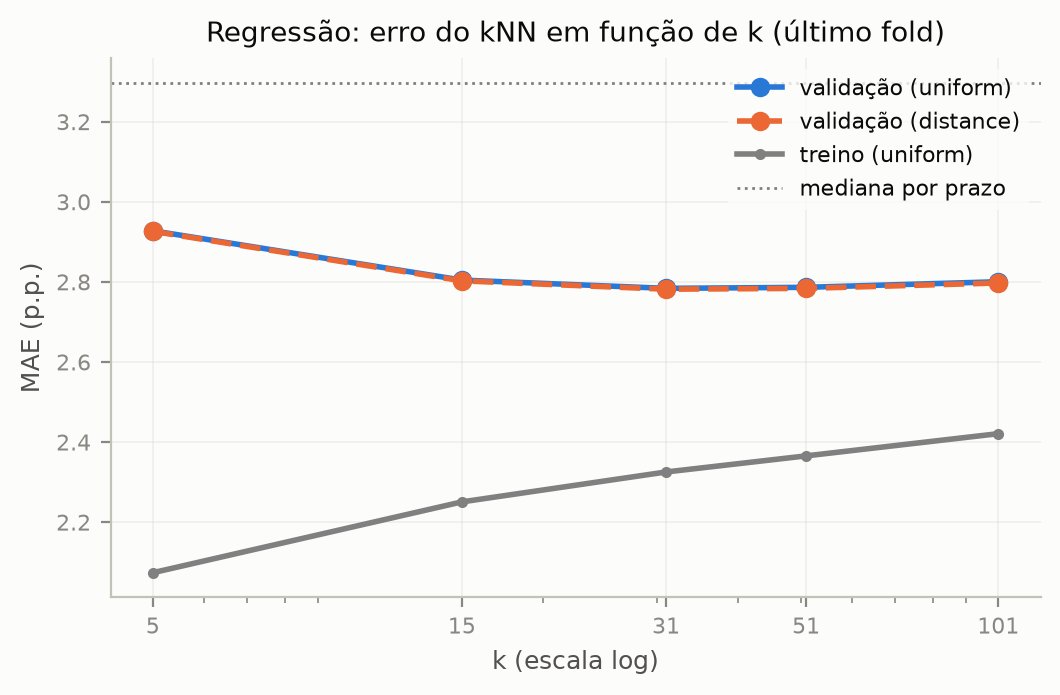 Regressão: erro do kNN em função de k (último fold)
validação (uniform)
validação (distance)
treino (uniform)
mediana por prazo
MAE (p.p.)
3.2
3.0
2.8
2.6
2.4
2.2
5
15
31
51
101
k (escala log)